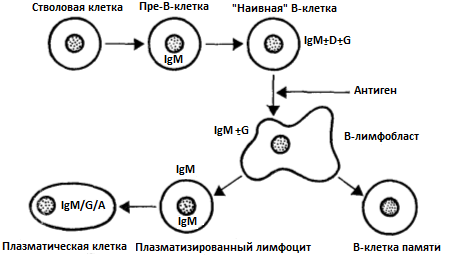 Стволовая клетка
Пре-В-клетка
"Наивная" В-клетка
IgM
IgM±D±G
Антиген
IgM ±G
В-лимфобласт
IgM
IgM/G/A
IgM
Плазматическая клетка
Плазматизированный лимфоцит
В-клетка памяти